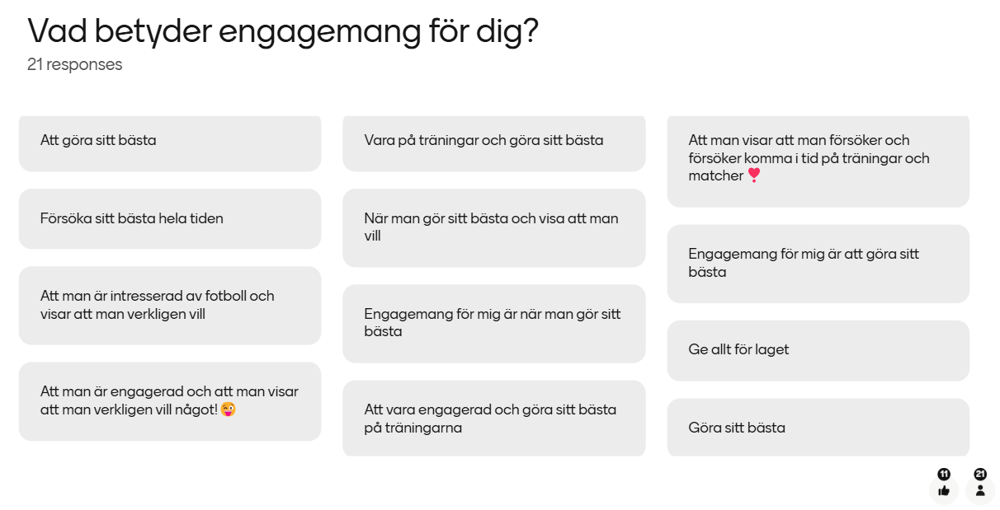 Vad betyder engagemang för dig?
21 responses
Att göra sitt bästa
Försöka sitt bästa hela tiden
Att man är intresserad av fotboll och
visar att man verkligen vill
Att man är engagerad och att man visar
att man verkligen vill något! 😜
Vara på träningar och göra sitt bästa
När man gör sitt bästa och visa att man
vill
Engagemang för mig är när man gör sitt
bästa
Att vara engagerad och göra sitt bästa
på träningarna
Att man visar att man försöker och
försöker komma i tid på träningar och
matcher ❣️
Engagemang för mig är att göra sitt
bästa
Ge allt för laget
Göra sitt bästa
11
21